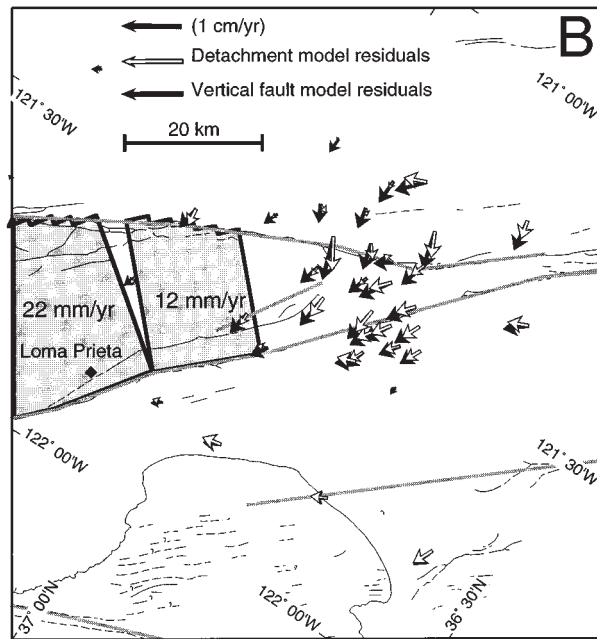 B
(1 cm/yr)
Detachment model residuals
Vertical fault model residuals
20 km
121° 30'W
121° 00'W
22 mm/yr
12 mm/yr
Loma Prieta
122° 00'W
121° 30'W
37° 00'N
122° 00'W
36° 30'N